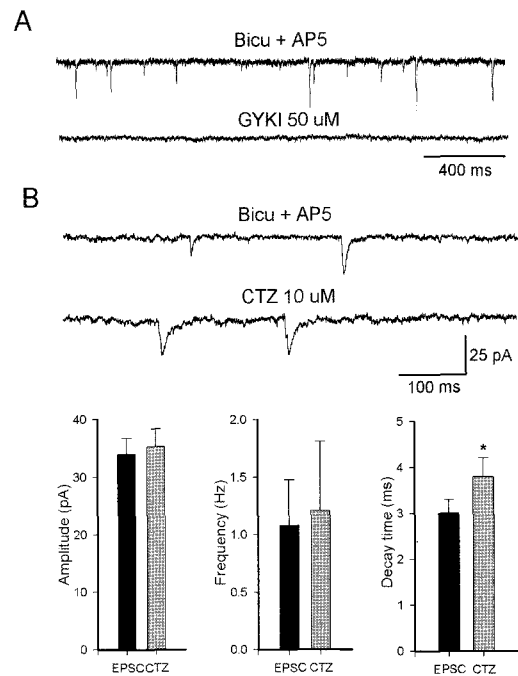 A
Bicu + AP5
GYKI 50 uM
400 ms
B
Bicu + AP5
CTZ 10 uM
25 pA
100 ms
40
30
20
10
0
Amplitude (pA)
EPSCCTZ
2.0
1.5
1.0
0.5
0.0
Frequency (Hz)
EPSC CTZ
5
4
3
2
1
0
Decay time (ms)
*
EPSC CTZ